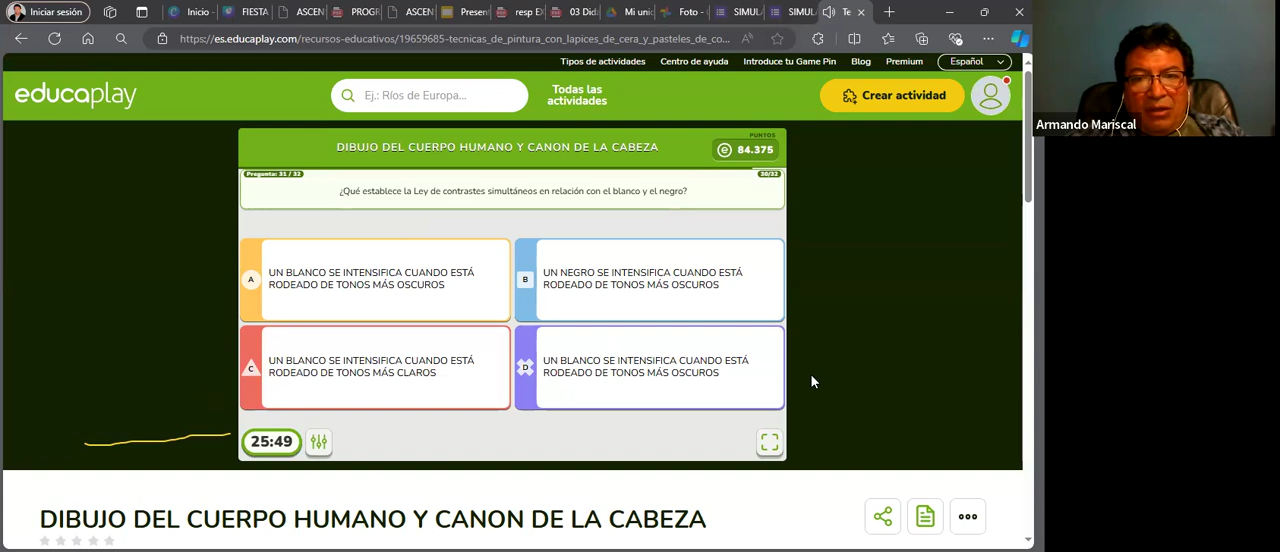 Iniciar sesión
Inicio -
FIESTA
ASCEN
PROGR
ASCEN
Present
resp EX
03 Did
Mi unic
Foto -
SIMUL
SIMUL
Te
https://es.educaplay.com/recursos-educativos/19659685-tecnicas_de_pintura_con_lapices_de_cera_y_pasteles_de_co...
Tipos de actividades
Centro de ayuda
Introduce tu Game Pin
Blog
Premium
Español
educaplay
Ej.: Ríos de Europa...
Todas las
actividades
Crear actividad
Armando Mariscal
DIBUJO DEL CUERPO HUMANO Y CANON DE LA CABEZA
PUNTOS
84.375
Pregunta: 31 / 32
30/32
¿Qué establece la Ley de contrastes simultáneos en relación con el blanco y el negro?
A
UN BLANCO SE INTENSIFICA CUANDO ESTÁ
RODEADO DE TONOS MÁS OSCUROS
B
UN NEGRO SE INTENSIFICA CUANDO ESTÁ
RODEADO DE TONOS MÁS OSCUROS
C
UN BLANCO SE INTENSIFICA CUANDO ESTÁ
RODEADO DE TONOS MÁS CLAROS
D
UN BLANCO SE INTENSIFICA CUANDO ESTÁ
RODEADO DE TONOS MÁS OSCUROS
25:49
DIBUJO DEL CUERPO HUMANO Y CANON DE LA CABEZA